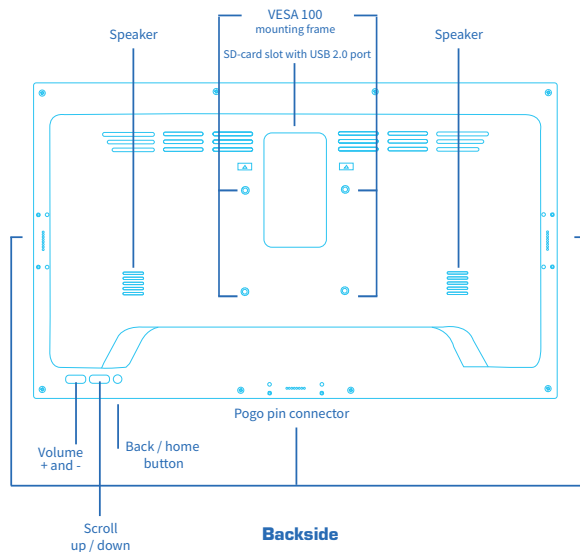 VESA 100
mounting frame
Speaker
Speaker
SD-card slot with USB 2.0 port
Pogo pin connector
Volume
+ and -
Back / home
button
Scroll
up / down
Backside